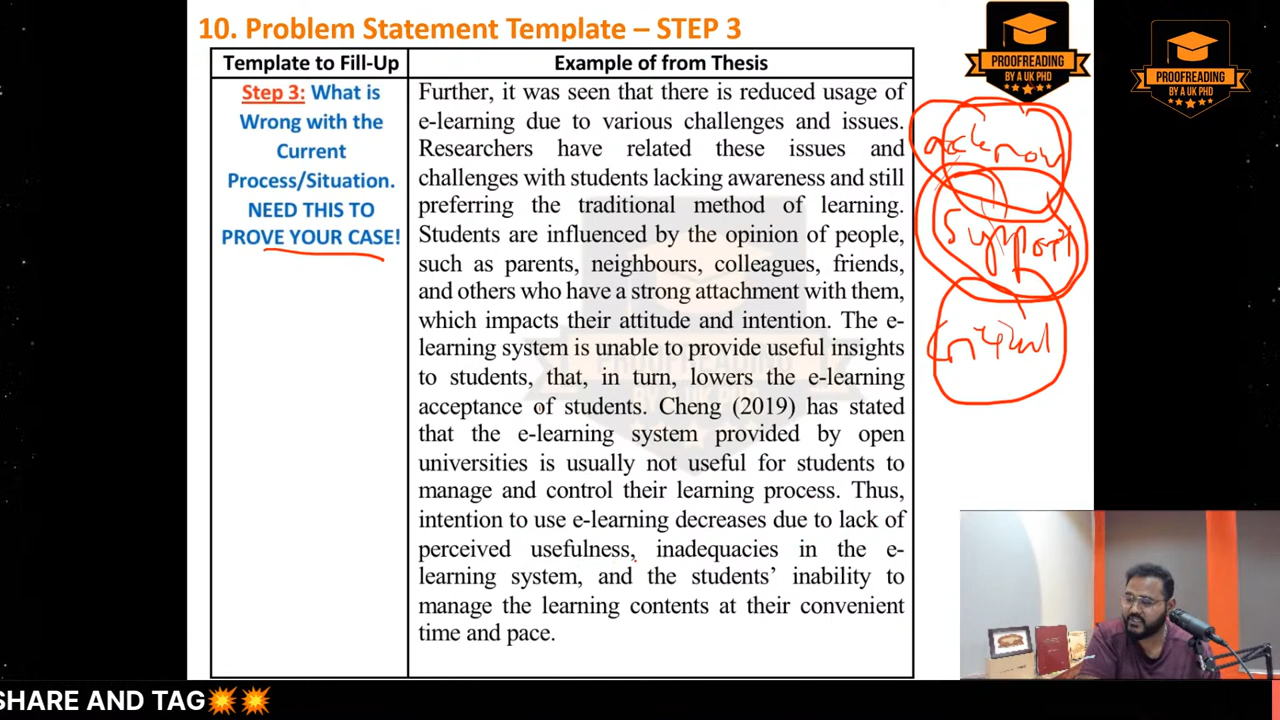 10. Problem Statement Template – STEP 3
Template to Fill-Up
Example of from Thesis
Step 3: What is
Wrong with the
Current
Process/Situation.
NEED THIS TO
PROVE YOUR CASE!
Further, it was seen that there is reduced usage of
e-learning due to various challenges and issues.
Researchers have related these issues and
challenges with students lacking awareness and still
preferring the traditional method of learning.
Students are influenced by the opinion of people,
such as parents, neighbours, colleagues, friends,
and others who have a strong attachment with them,
which impacts their attitude and intention. The e-
learning system is unable to provide useful insights
to students, that, in turn, lowers the e-learning
acceptance of students. Cheng (2019) has stated
that the e-learning system provided by open
universities is usually not useful for students to
manage and control their learning process. Thus,
intention to use e-learning decreases due to lack of
perceived usefulness, inadequacies in the e-
learning system, and the students’ inability to
manage the learning contents at their convenient
time and pace.
PROOFREADING
BY A UK PHD
PROOFREADING
BY A UK PHD
Support
PROOFREADING
BY A UK PHD
SHARE AND TAG💥💥